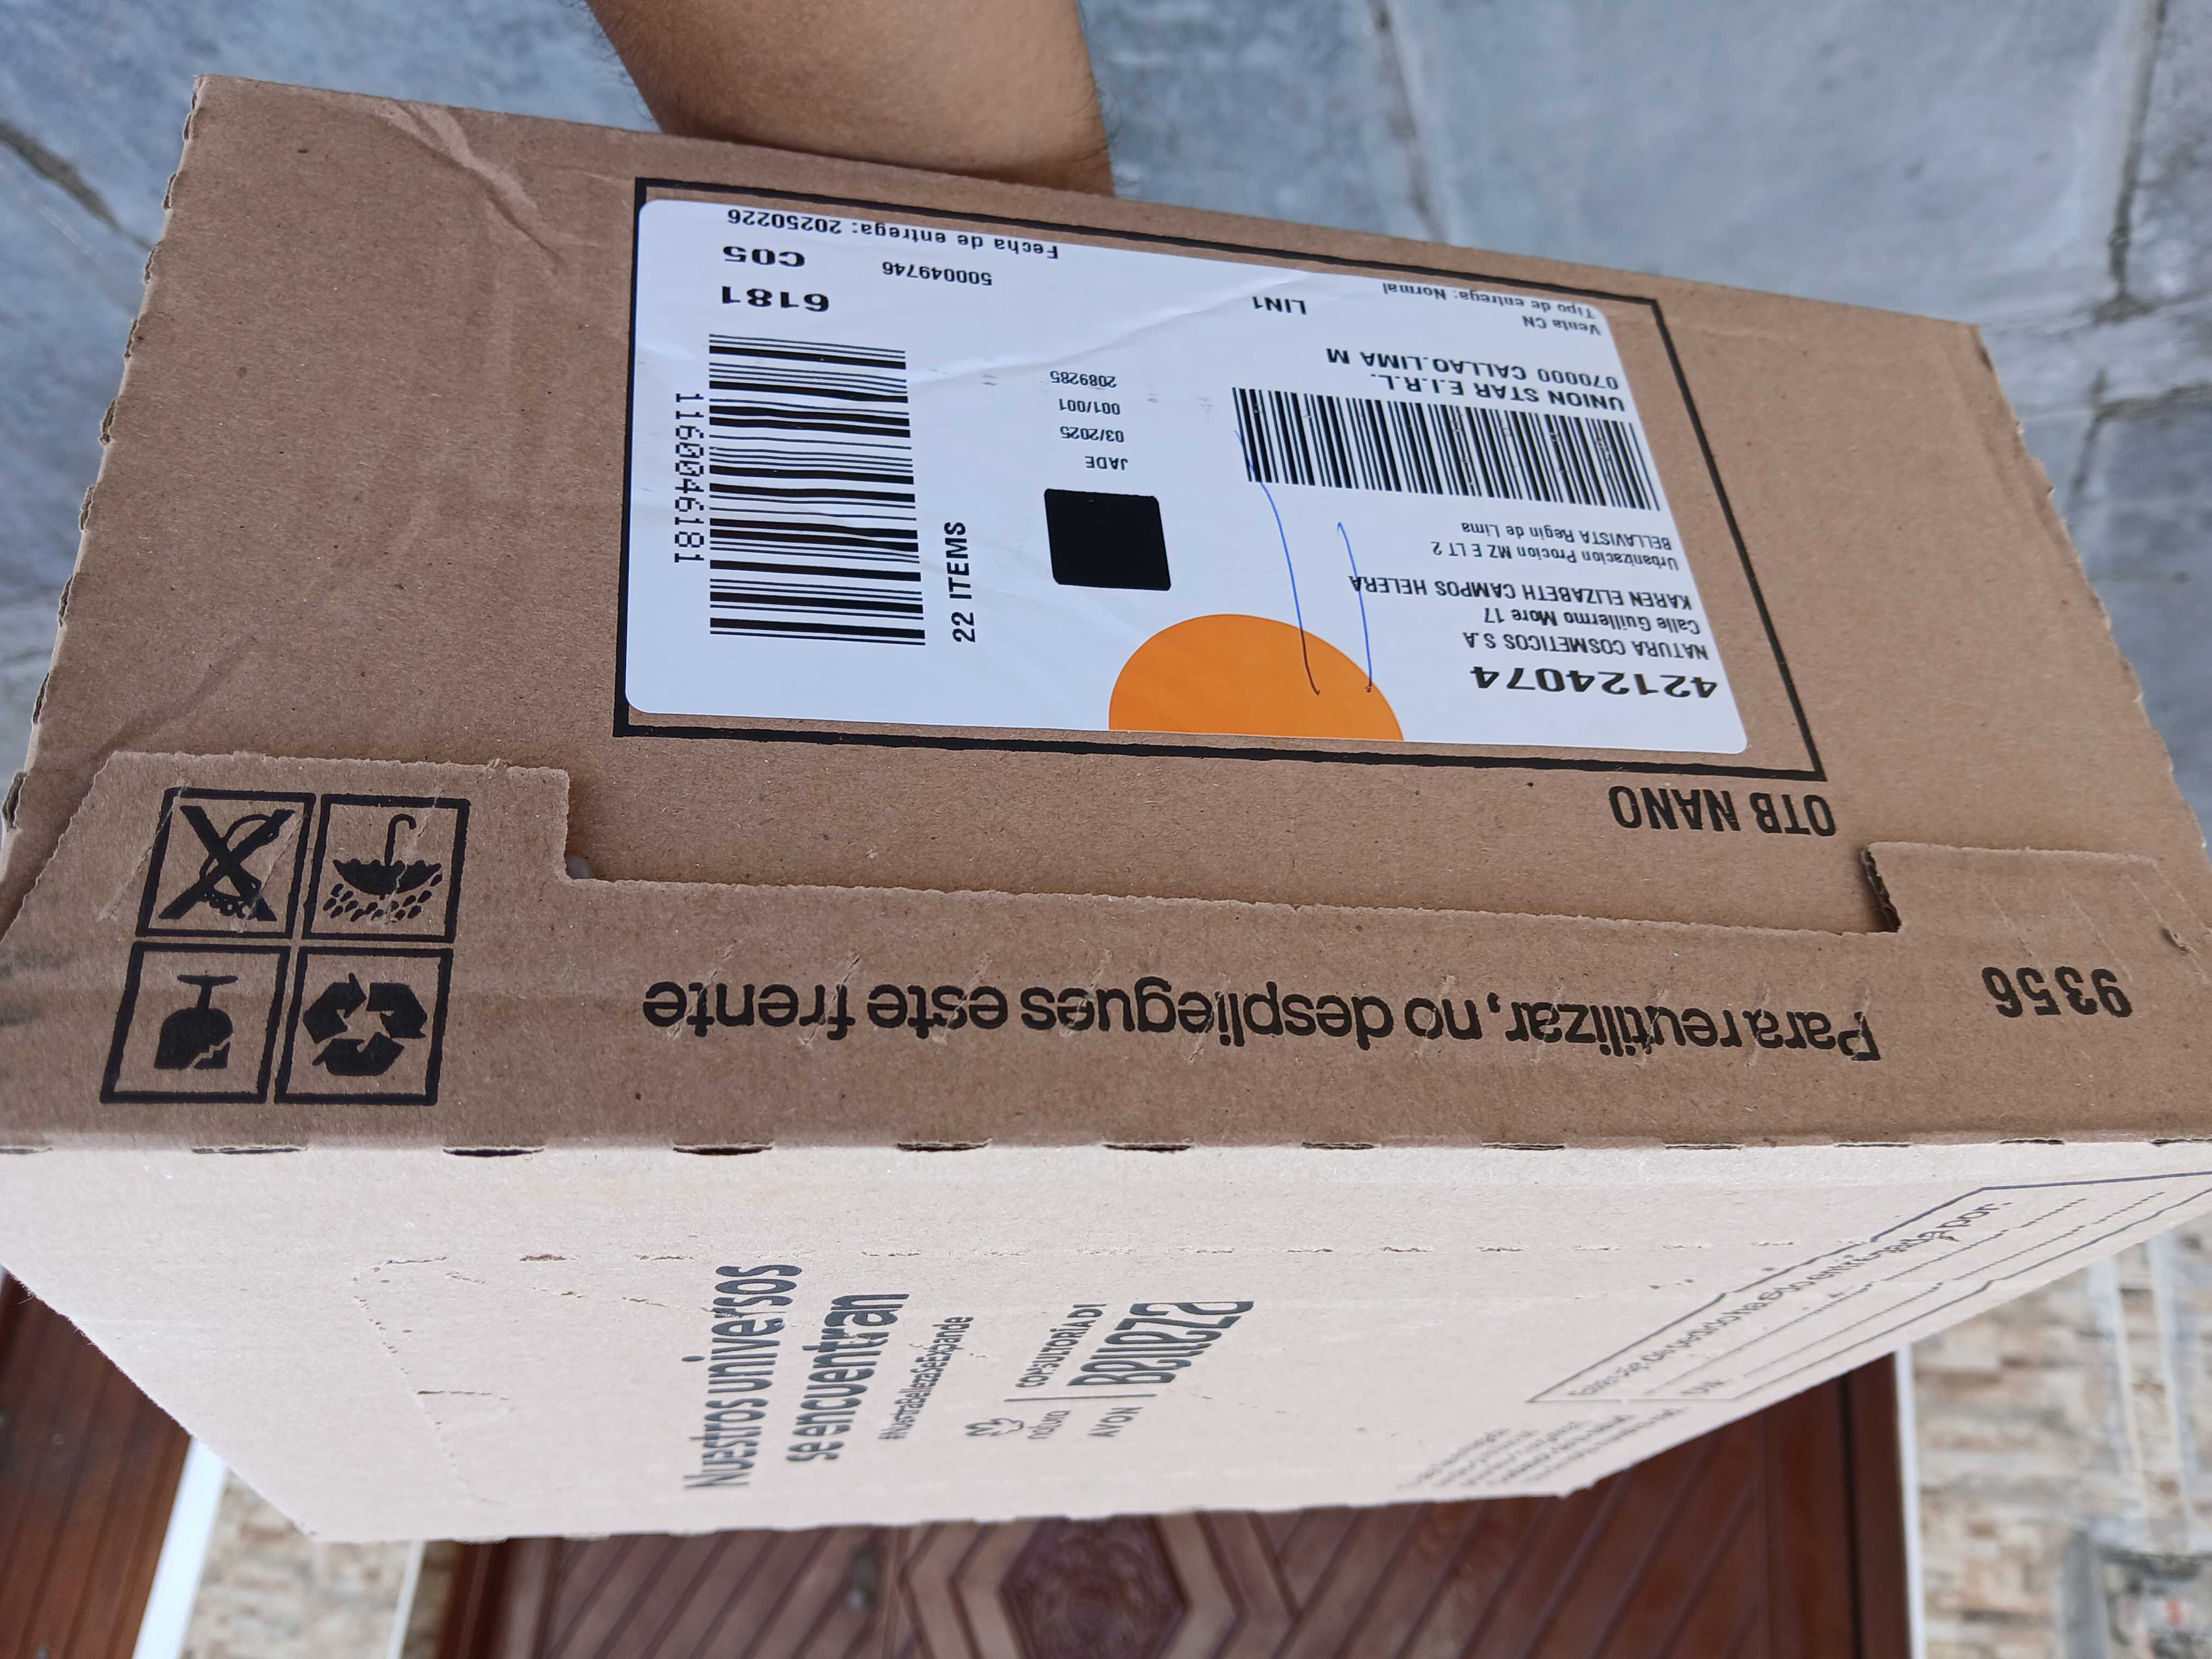 42124074
NATURA COSMETICOS S.A
Calle Guillermo More 17
KAREN ELIZABETH CAMPOS HELERA
Urbanizacion Procion MZ E LT 2
BELLAVISTA Regin de Lima
UNION STAR E.I.R.L.
070000 CALLAO.LIMA M
Venta CN
LIN1
Tipo de entrega: Normal
JADE
03/2025
001/001
2089285
22 ITEMS
1160046181
6181
C05
500049746
Fecha de entrega: 20250226
OTB NANO
9356
Para reutilizar, no despliegues este frente
Nuestros universos
se encuentran
#NustraBellezaSeExpande
natura
AVON
CONSULTORÍA DE
Belleza